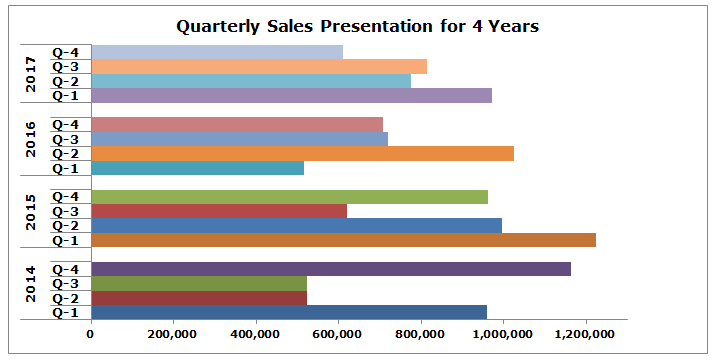 Quarterly Sales Presentation for 4 Years
2017
Q-4
Q-3
Q-2
Q-1
2016
Q-4
Q-3
Q-2
Q-1
2015
Q-4
Q-3
Q-2
Q-1
2014
Q-4
Q-3
Q-2
Q-1
0 200,000 400,000 600,000 800,000 1,000,000 1,200,000